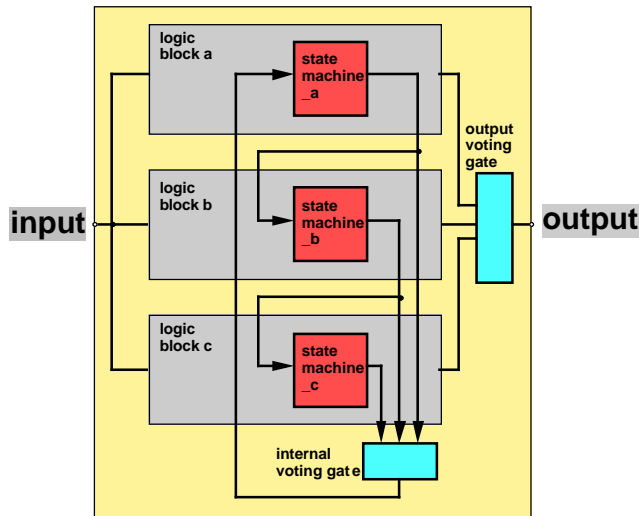 logic
block a
state
machine
_a
output
voting
gate
logic
block b
state
machine
_b
input
output
logic
block c
state
machine
_c
internal
voting gate